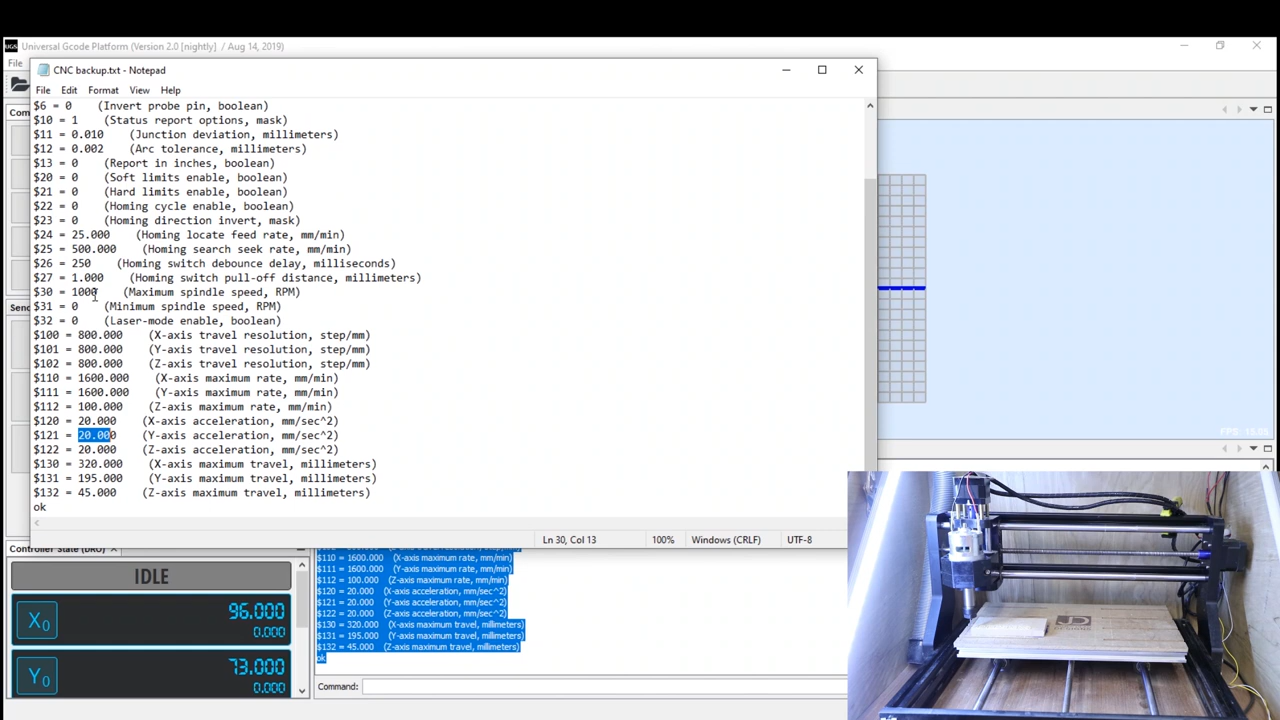 UGS Universal Gcode Platform (Version 2.0 [nightly] / Aug 14, 2019)
File
CNC backup.txt - Notepad
File Edit Format View Help
$6 = 0 (Invert probe pin, boolean)
$10 = 1 (Status report options, mask)
$11 = 0.010 (Junction deviation, millimeters)
$12 = 0.002 (Arc tolerance, millimeters)
$13 = 0 (Report in inches, boolean)
$20 = 0 (Soft limits enable, boolean)
$21 = 0 (Hard limits enable, boolean)
$22 = 0 (Homing cycle enable, boolean)
$23 = 0 (Homing direction invert, mask)
$24 = 25.000 (Homing locate feed rate, mm/min)
$25 = 500.000 (Homing search seek rate, mm/min)
$26 = 250 (Homing switch debounce delay, milliseconds)
$27 = 1.000 (Homing switch pull-off distance, millimeters)
$30 = 1000 (Maximum spindle speed, RPM)
$31 = 0 (Minimum spindle speed, RPM)
$32 = 0 (Laser-mode enable, boolean)
$100 = 800.000 (X-axis travel resolution, step/mm)
$101 = 800.000 (Y-axis travel resolution, step/mm)
$102 = 800.000 (Z-axis travel resolution, step/mm)
$110 = 1600.000 (X-axis maximum rate, mm/min)
$111 = 1600.000 (Y-axis maximum rate, mm/min)
$112 = 100.000 (Z-axis maximum rate, mm/min)
$120 = 20.000 (X-axis acceleration, mm/sec^2)
$121 = 20.000 (Y-axis acceleration, mm/sec^2)
$122 = 20.000 (Z-axis acceleration, mm/sec^2)
$130 = 320.000 (X-axis maximum travel, millimeters)
$131 = 195.000 (Y-axis maximum travel, millimeters)
$132 = 45.000 (Z-axis maximum travel, millimeters)
ok
Ln 30, Col 13 100% Windows (CRLF) UTF-8
Com
Send
FPS: 15.05
Controller State (DRO)
IDLE
X0 96.000
0.000
Y0 73.000
0.000
$110 = 1600.000 (X-axis maximum rate, mm/min)
$111 = 1600.000 (Y-axis maximum rate, mm/min)
$112 = 100.000 (Z-axis maximum rate, mm/min)
$120 = 20.000 (X-axis acceleration, mm/sec^2)
$121 = 20.000 (Y-axis acceleration, mm/sec^2)
$122 = 20.000 (Z-axis acceleration, mm/sec^2)
$130 = 320.000 (X-axis maximum travel, millimeters)
$131 = 195.000 (Y-axis maximum travel, millimeters)
$132 = 45.000 (Z-axis maximum travel, millimeters)
ok
Command: